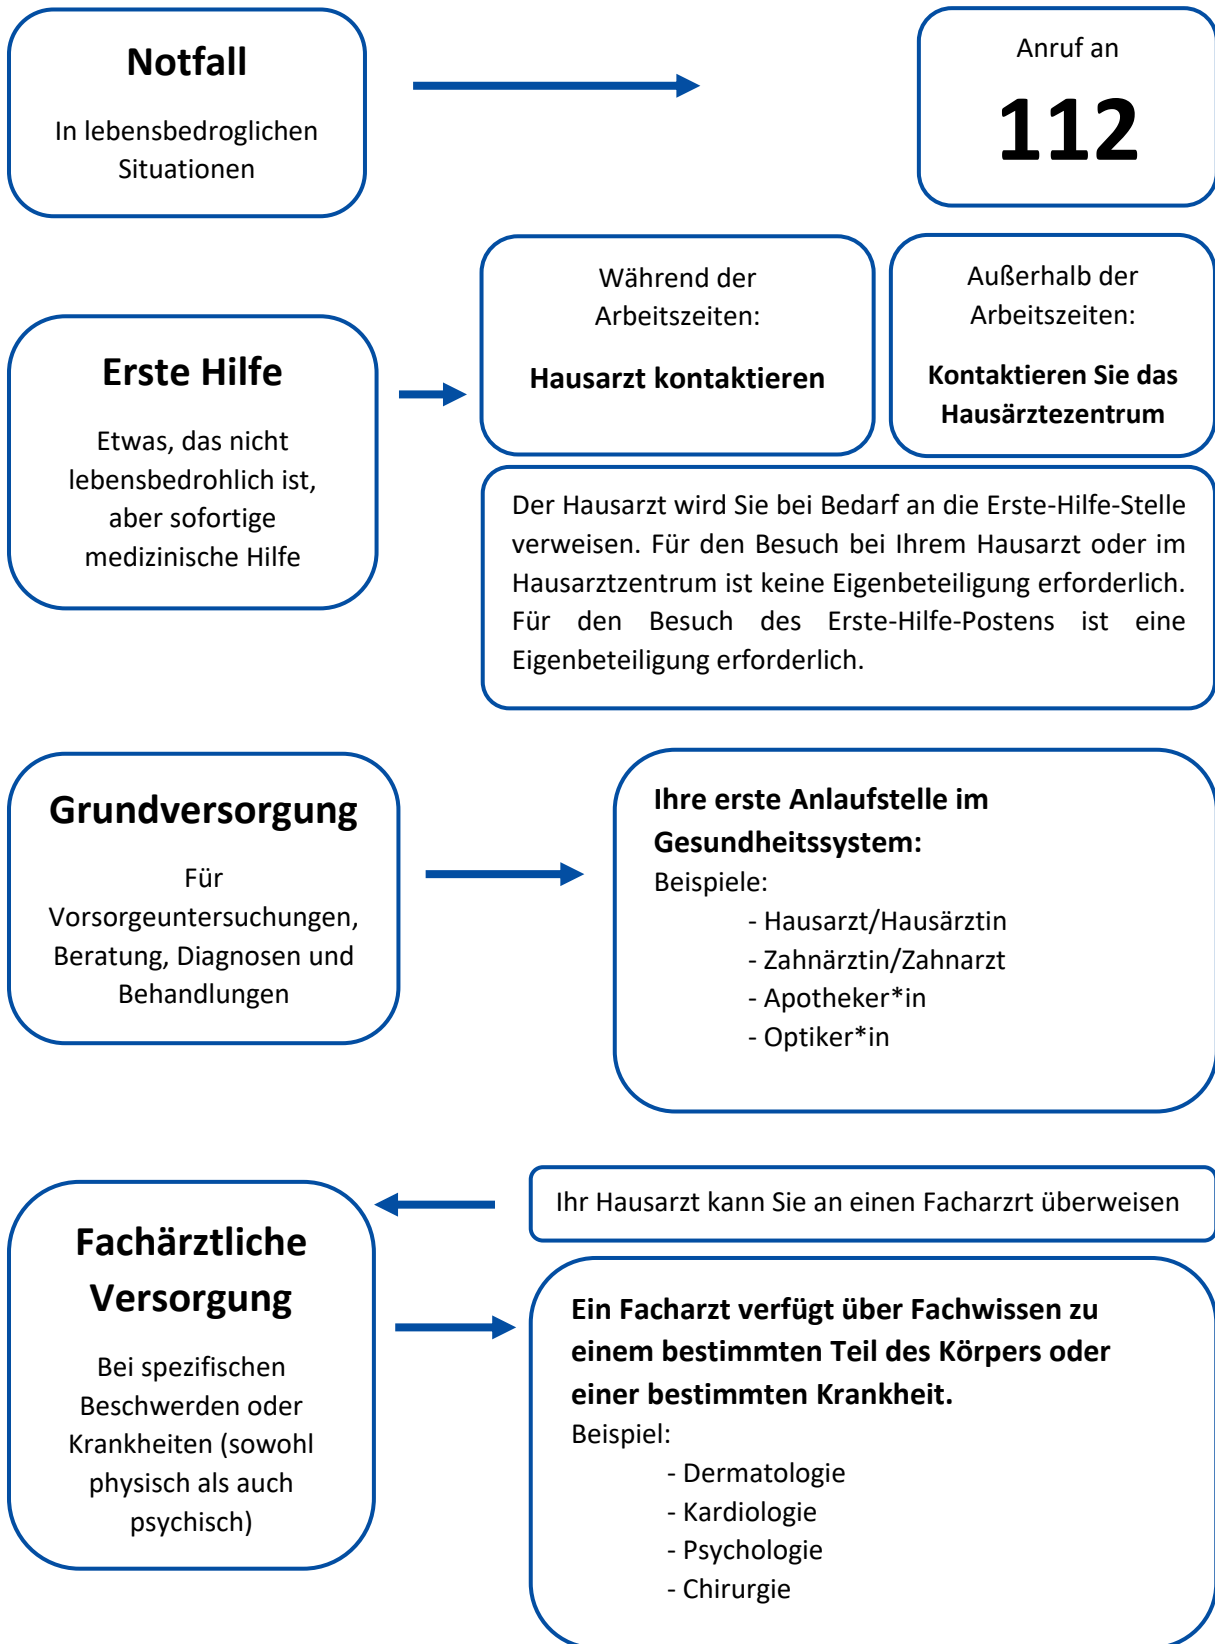 Notfall
In lebensbedroglichen
Situationen
Anruf an
112
Erste Hilfe
Etwas, das nicht
lebensbedrohlich ist,
aber sofortige
medizinische Hilfe
Während der
Arbeitszeiten:
Hausarzt kontaktieren
Außerhalb der
Arbeitszeiten:
Kontaktieren Sie das
Hausärztezentrum
Der Hausarzt wird Sie bei Bedarf an die Erste-Hilfe-Stelle
verweisen. Für den Besuch bei Ihrem Hausarzt oder im
Hausarztzentrum ist keine Eigenbeteiligung erforderlich.
Für den Besuch des Erste-Hilfe-Postens ist eine
Eigenbeteiligung erforderlich.
Grundversorgung
Für
Vorsorgeuntersuchungen,
Beratung, Diagnosen und
Behandlungen
Ihre erste Anlaufstelle im
Gesundheitssystem:
Beispiele:
- Hausarzt/Hausärztin
- Zahnärztin/Zahnarzt
- Apotheker*in
- Optiker*in
Fachärztliche
Versorgung
Bei spezifischen
Beschwerden oder
Krankheiten (sowohl
physisch als auch
psychisch)
Ihr Hausarzt kann Sie an einen Facharzrt überweisen
Ein Facharzt verfügt über Fachwissen zu
einem bestimmten Teil des Körpers oder
einer bestimmten Krankheit.
Beispiel:
- Dermatologie
- Kardiologie
- Psychologie
- Chirurgie